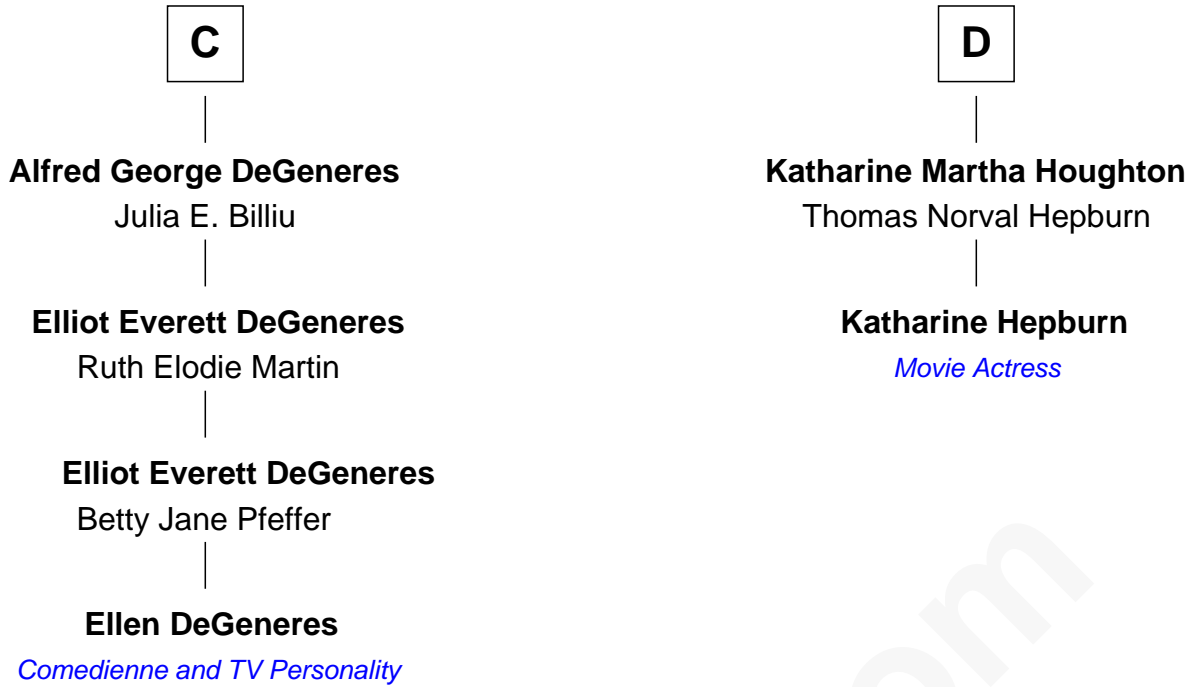 C
Alfred George DeGeneres
Julia E. Billiu
Elliot Everett DeGeneres
Ruth Elodie Martin
Elliot Everett DeGeneres
Betty Jane Pfeffer
Ellen DeGeneres
Comedienne and TV Personality
D
Katharine Martha Houghton
Thomas Norval Hepburn
Katharine Hepburn
Movie Actress
om